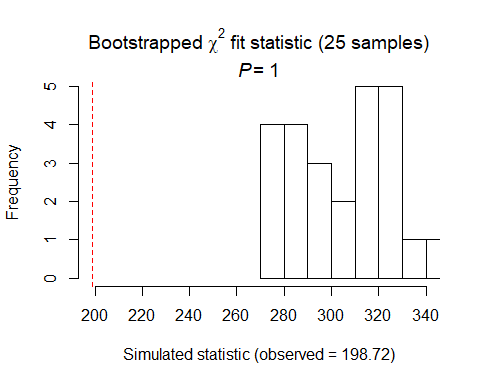 Bootstrapped χ² fit statistic (25 samples)
P = 1
Frequency
5
4
3
2
1
0
200 220 240 260 280 300 320 340
Simulated statistic (observed = 198.72)